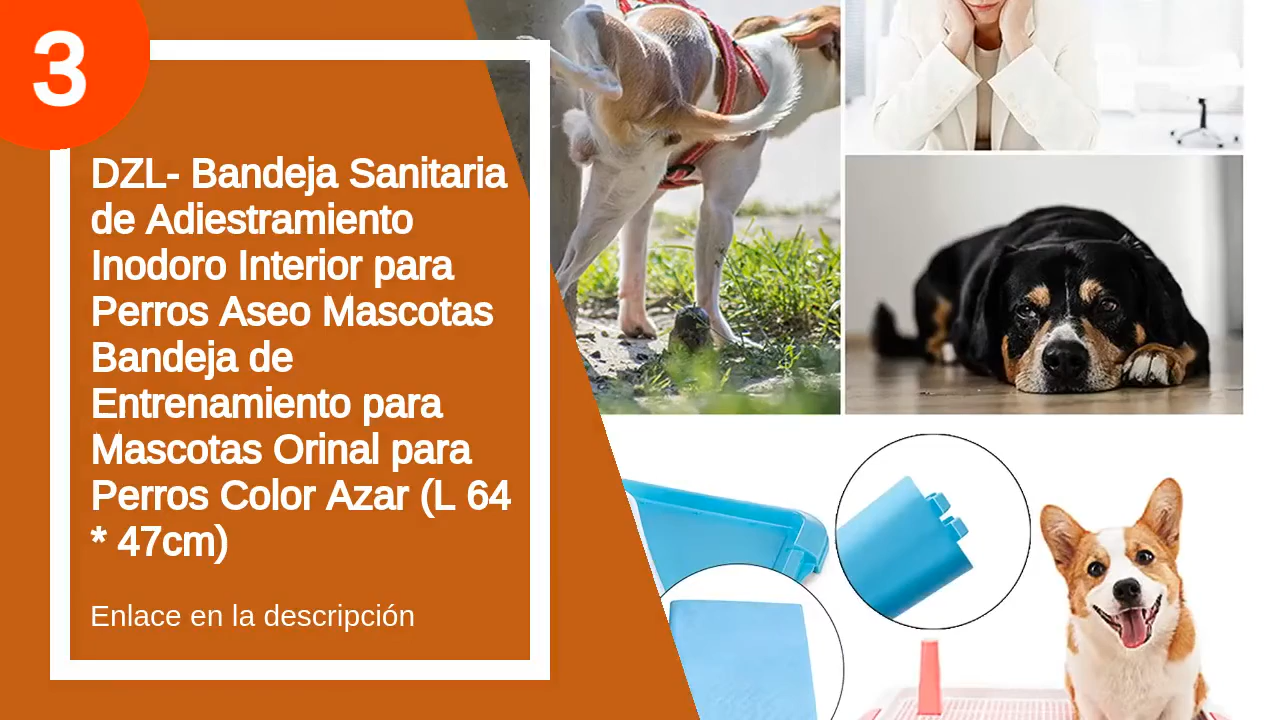 3
DZL- Bandeja Sanitaria
de Adiestramiento
Inodoro Interior para
Perros Aseo Mascotas
Bandeja de
Entrenamiento para
Mascotas Orinal para
Perros Color Azar (L 64
* 47cm)
Enlace en la descripción